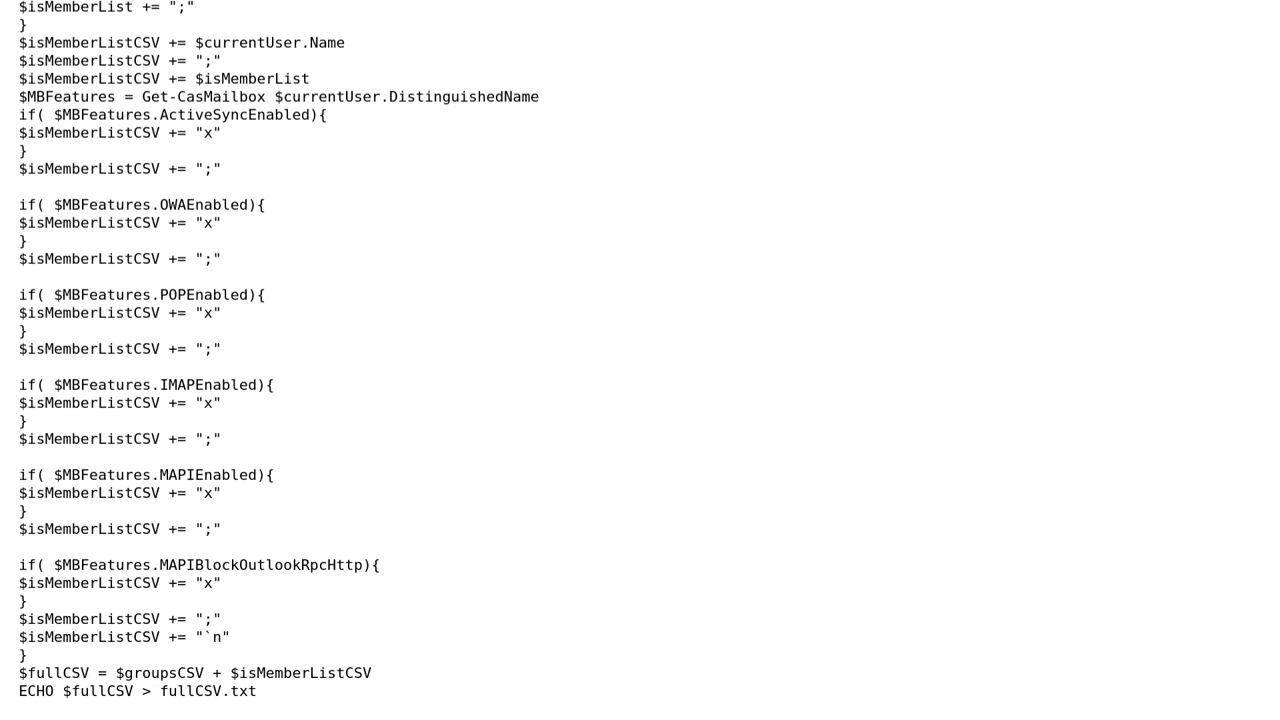 $isMemberList += ";"
}
$isMemberListCSV += $currentUser.Name
$isMemberListCSV += ";"
$isMemberListCSV += $isMemberList
$MBFeatures = Get-CasMailbox $currentUser.DistinguishedName
if( $MBFeatures.ActiveSyncEnabled){
$isMemberListCSV += "x"
}
$isMemberListCSV += ";"

if( $MBFeatures.OWAEnabled){
$isMemberListCSV += "x"
}
$isMemberListCSV += ";"

if( $MBFeatures.POPEnabled){
$isMemberListCSV += "x"
}
$isMemberListCSV += ";"

if( $MBFeatures.IMAPEnabled){
$isMemberListCSV += "x"
}
$isMemberListCSV += ";"

if( $MBFeatures.MAPIEnabled){
$isMemberListCSV += "x"
}
$isMemberListCSV += ";"

if( $MBFeatures.MAPIBlockOutlookRpcHttp){
$isMemberListCSV += "x"
}
$isMemberListCSV += ";"
$isMemberListCSV += "`n"
}
$fullCSV = $groupsCSV + $isMemberListCSV
ECHO $fullCSV > fullCSV.txt